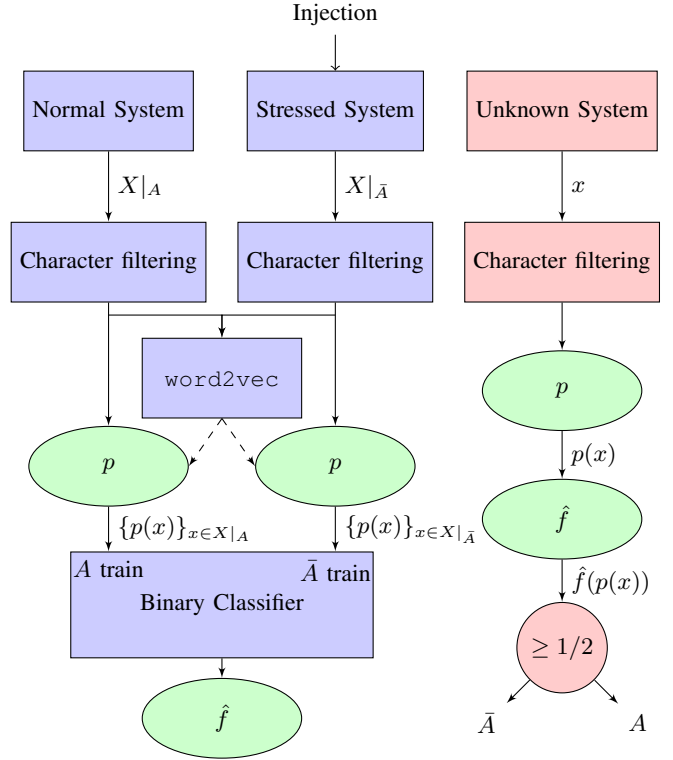 Injection
Normal System
Stressed System
Unknown System
X|_A
X|_Ā
x
Character filtering
Character filtering
Character filtering
word2vec
p
p
p
p(x)
{p(x)}_{x∈X|_A}
{p(x)}_{x∈X|_Ā}
f̂
A train
Ā train
Binary Classifier
f̂(p(x))
≥ 1/2
f̂
Ā
A